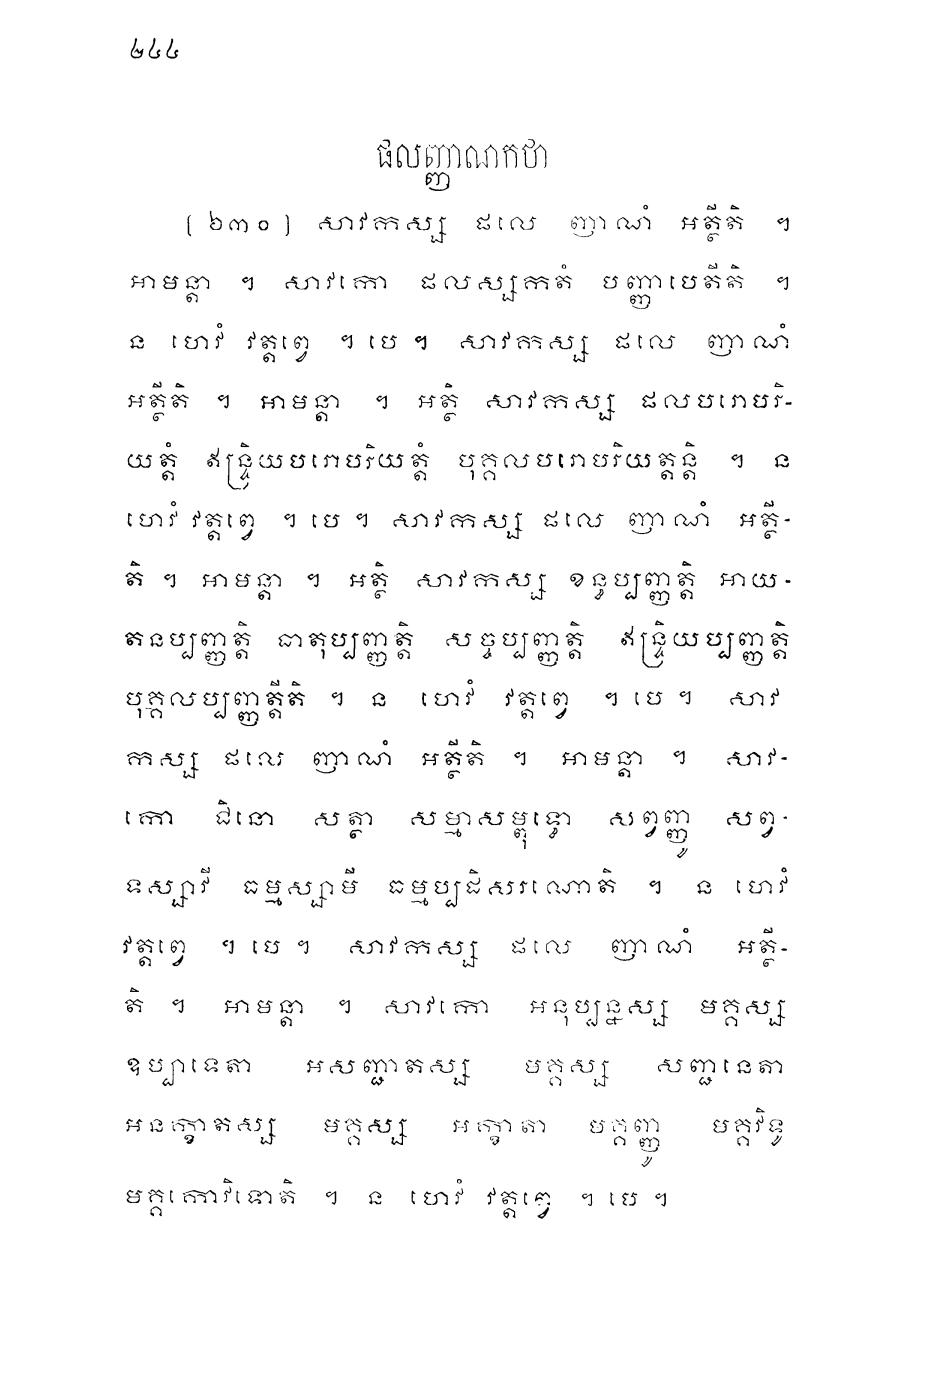 ២៤៤
ផលញ្ញាណកថា
[ ២៣០ ] សាវកស្ស ផលេ ញាណំ អត្ថីតិ ។
អាមន្តា ។ សាវកោ ផលស្សកតំ បញ្ញាបេតីតិ ។
ន ហេវំ វត្តព្វេ ។ បេ ។ សាវកស្ស ផលេ ញាណំ
អត្ថីតិ ។ អាមន្តា ។ អត្ថិ សាវកស្ស ផលបរោបរិ-
យត្តំ ឥន្ទ្រិយបរោបរិយត្តំ បុគ្គលបរោបរិយត្តន្តិ ។ ន
ហេវំ វត្តព្វេ ។ បេ ។ សាវកស្ស ផលេ ញាណំ អត្ថី-
តិ ។ អាមន្តា ។ អត្ថិ សាវកស្ស ខន្ធប្បញ្ញត្តិ អាយ-
តនប្បញ្ញត្តិ ធាតុប្បញ្ញត្តិ សច្ចប្បញ្ញត្តិ ឥន្ទ្រិយប្បញ្ញត្តិ
បុគ្គលប្បញ្ញត្តីតិ ។ ន ហេវំ វត្តព្វេ ។ បេ ។ សាវ
កស្ស ផលេ ញាណំ អត្ថីតិ ។ អាមន្តា ។ សាវ-
កោ ជិនោ សត្ថា សម្មាសម្ពុទ្ធោ សព្វញ្ញូ សព្វ-
ទស្សាវី ធម្មស្សាមី ធម្មប្បដិសរណោតិ ។ ន ហេវំ
វត្តព្វេ ។ បេ ។ សាវកស្ស ផលេ ញាណំ អត្ថី-
តិ ។ អាមន្តា ។ សាវកោ អនុប្បន្នស្ស មគ្គស្ស
ឧប្បាទេតា អសញ្ជាតស្ស មគ្គស្ស សញ្ជនេតា
អនក្ខាតស្ស មគ្គស្ស អក្ខាតា មគ្គញ្ញូ មគ្គវិទូ
មគ្គកោវិទោតិ ។ ន ហេវំ វត្តព្វេ ។ បេ ។